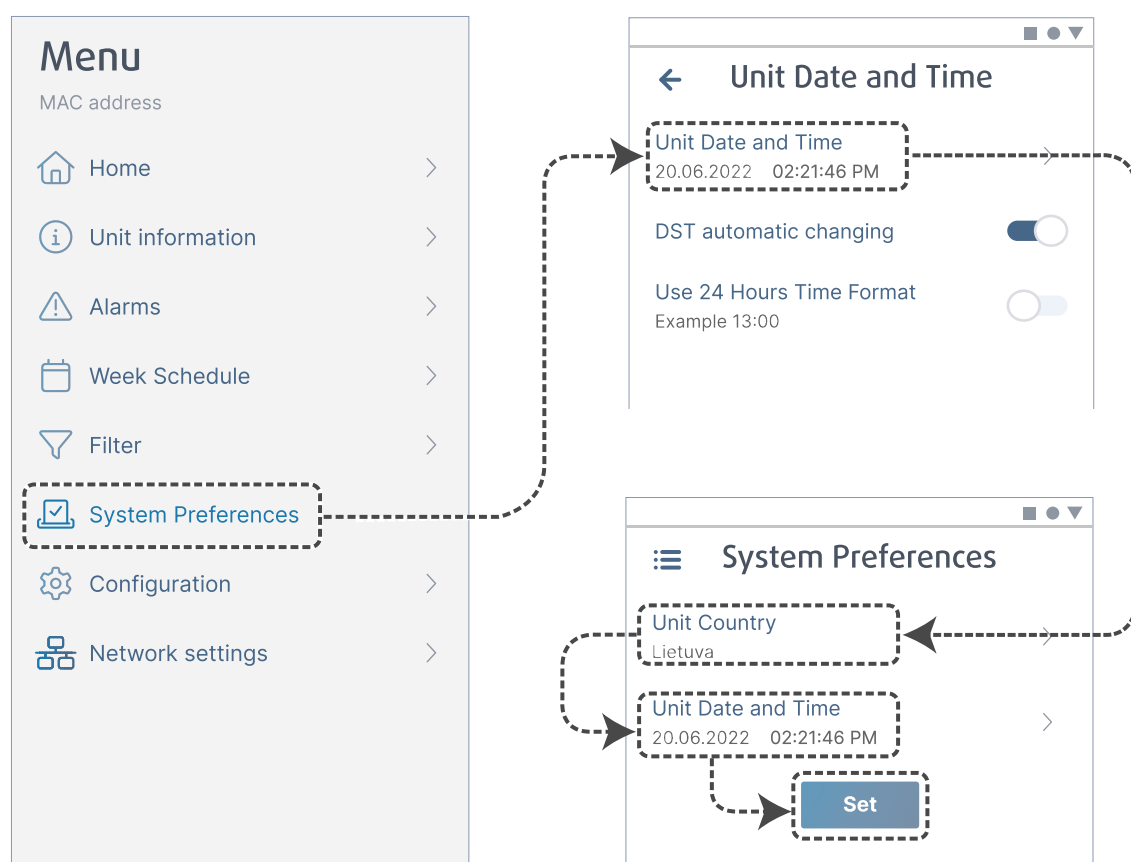 Menu
MAC address
Home
Unit information
Alarms
Week Schedule
Filter
System Preferences
Configuration
Network settings
Unit Date and Time
Unit Date and Time
20.06.2022 02:21:46 PM
DST automatic changing
Use 24 Hours Time Format
Example 13:00
System Preferences
Unit Country
Lietuva
Unit Date and Time
20.06.2022 02:21:46 PM
Set